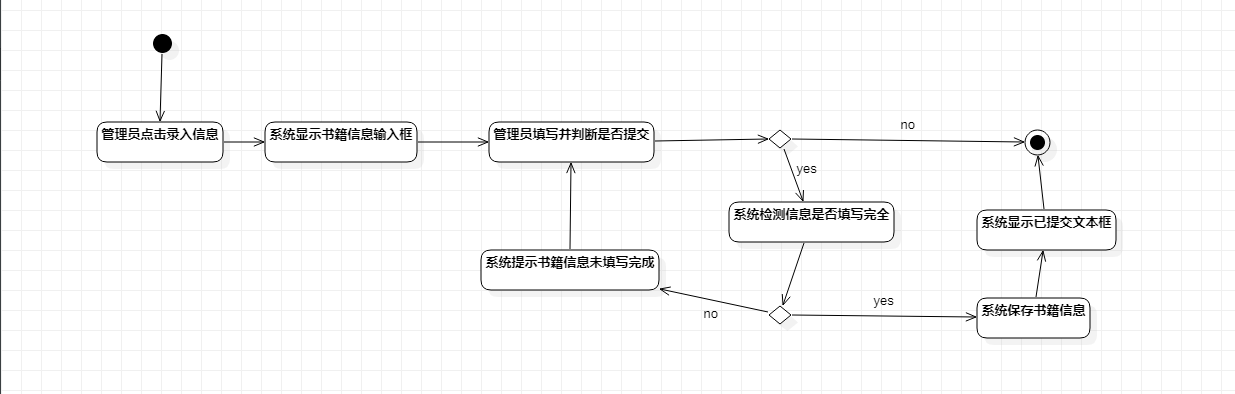 管理员点击录入信息
系统显示书籍信息输入框
管理员填写并判断是否提交
no
yes
系统检测信息是否填写完全
系统显示已提交文本框
系统提示书籍信息未填写完成
no
yes
系统保存书籍信息